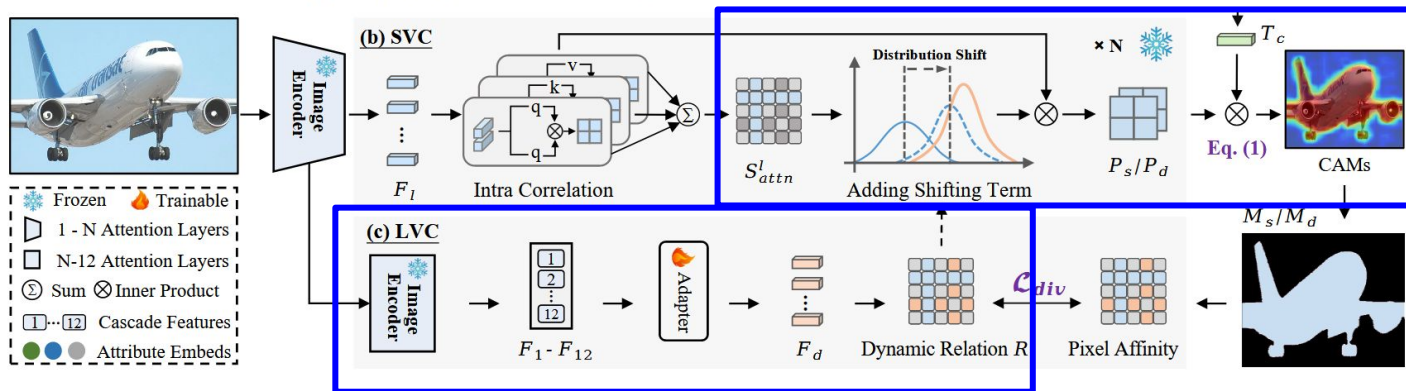 (b) SVC
Image Encoder
F_l
v
k
q
q
Intra Correlation
Σ
S^l_attn
Distribution Shift
Adding Shifting Term
× N
P_s/P_d
T_c
Eq. (1)
CAMs
M_s/M_d
Frozen Trainable
1 - N Attention Layers
N-12 Attention Layers
Σ Sum ⊗ Inner Product
1 ... 12 Cascade Features
Attribute Embeds
(c) LVC
Image Encoder
1
2
⋮
12
F_1 - F_12
Adapter
F_d
Dynamic Relation R
C_div
Pixel Affinity